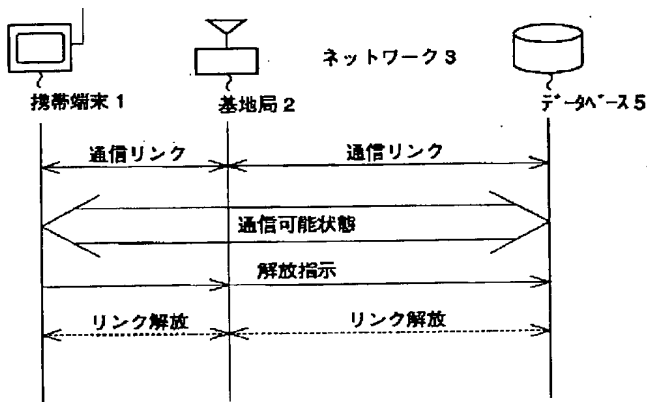 ネットワーク3
携帯端末1
基地局2
データベース5
通信リンク
通信リンク
通信可能状態
解放指示
リンク解放
リンク解放